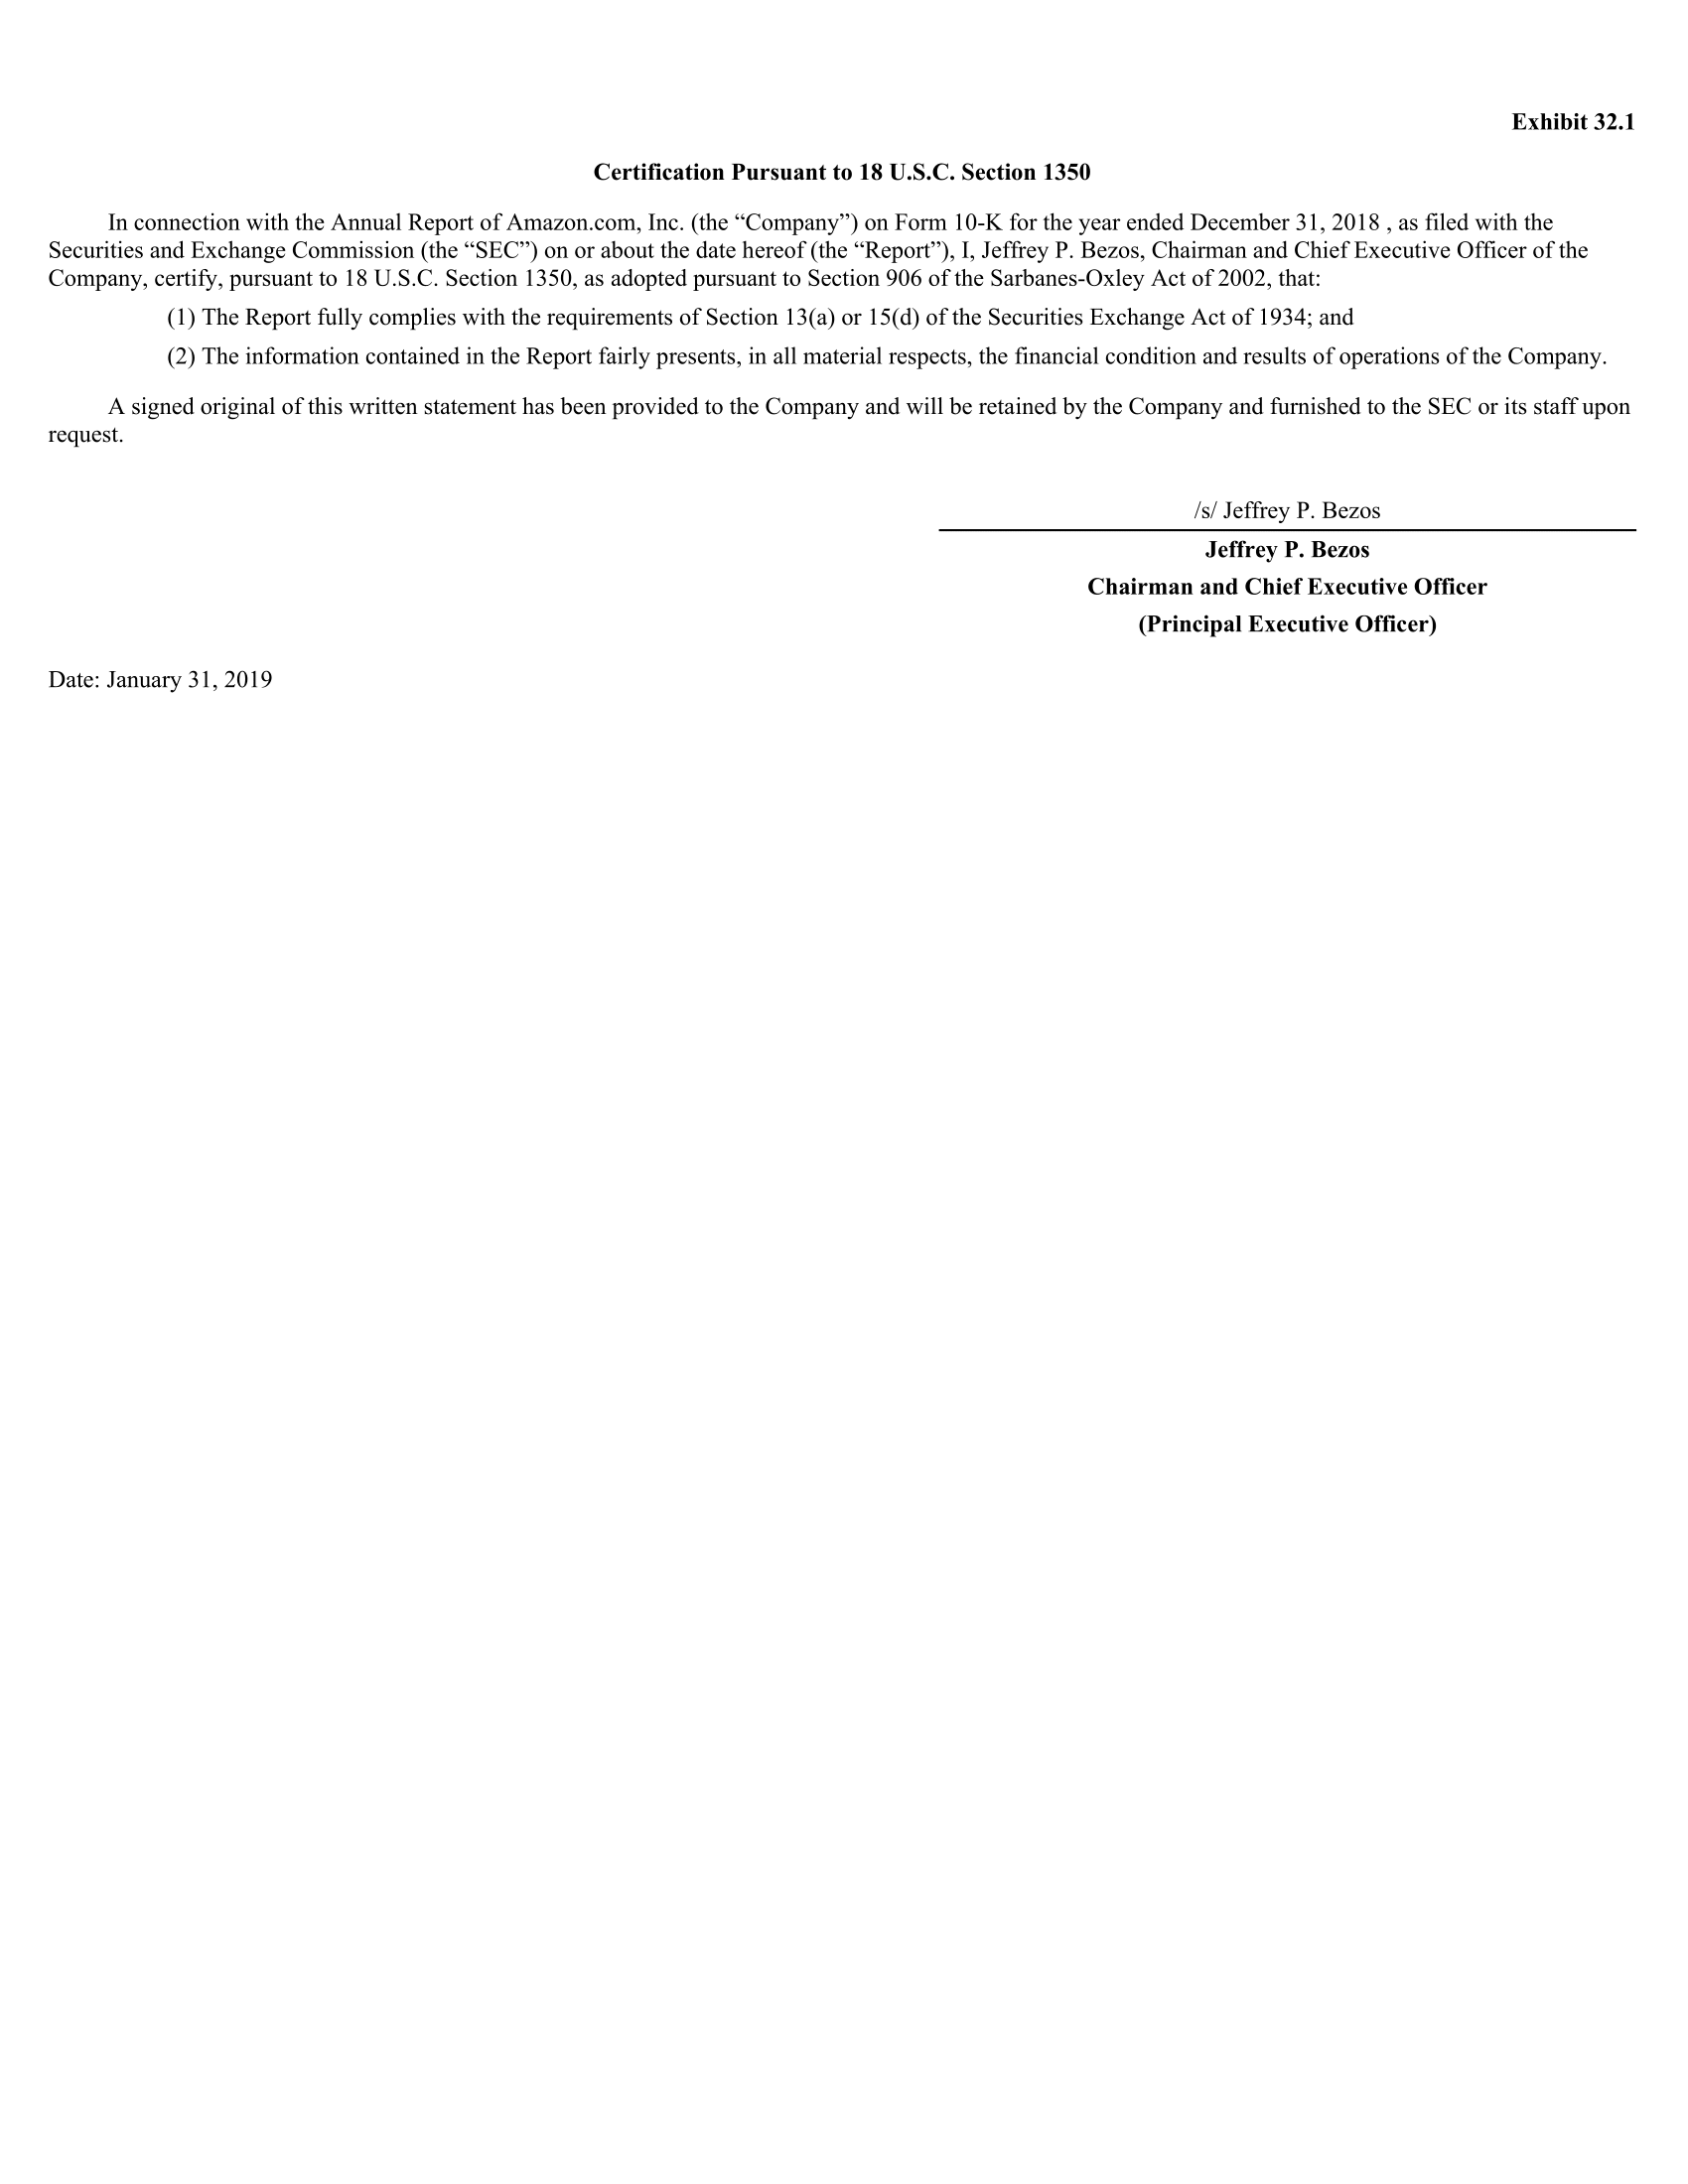 Exhibit 32.1
Certification Pursuant to 18 U.S.C. Section 1350
In connection with the Annual Report of Amazon.com, Inc. (the “Company”) on Form 10-K for the year ended December 31, 2018 , as filed with the
Securities and Exchange Commission (the “SEC”) on or about the date hereof (the “Report”), I, Jeffrey P. Bezos, Chairman and Chief Executive Officer of the
Company, certify, pursuant to 18 U.S.C. Section 1350, as adopted pursuant to Section 906 of the Sarbanes-Oxley Act of 2002, that:
(1) The Report fully complies with the requirements of Section 13(a) or 15(d) of the Securities Exchange Act of 1934; and
(2) The information contained in the Report fairly presents, in all material respects, the financial condition and results of operations of the Company.
A signed original of this written statement has been provided to the Company and will be retained by the Company and furnished to the SEC or its staff upon
request.
/s/ Jeffrey P. Bezos
Jeffrey P. Bezos
Chairman and Chief Executive Officer
(Principal Executive Officer)
Date: January 31, 2019